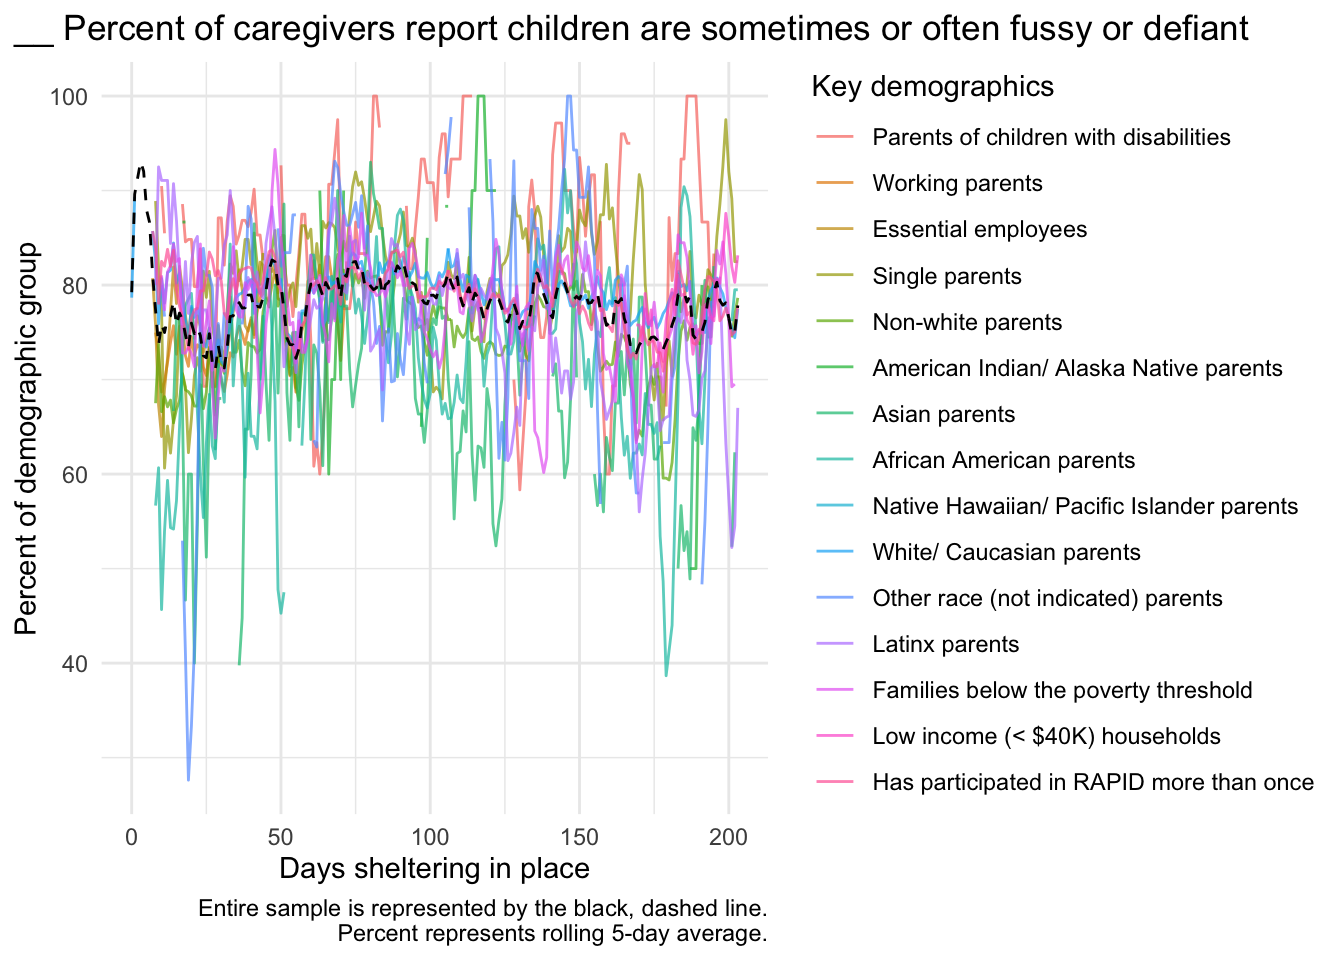 __ Percent of caregivers report children are sometimes or often fussy or defiant
Percent of demographic group
100
80
60
40
0
50
100
150
200
Days sheltering in place
Entire sample is represented by the black, dashed line.
Percent represents rolling 5-day average.
Key demographics
Parents of children with disabilities
Working parents
Essential employees
Single parents
Non-white parents
American Indian/ Alaska Native parents
Asian parents
African American parents
Native Hawaiian/ Pacific Islander parents
White/ Caucasian parents
Other race (not indicated) parents
Latinx parents
Families below the poverty threshold
Low income (< $40K) households
Has participated in RAPID more than once